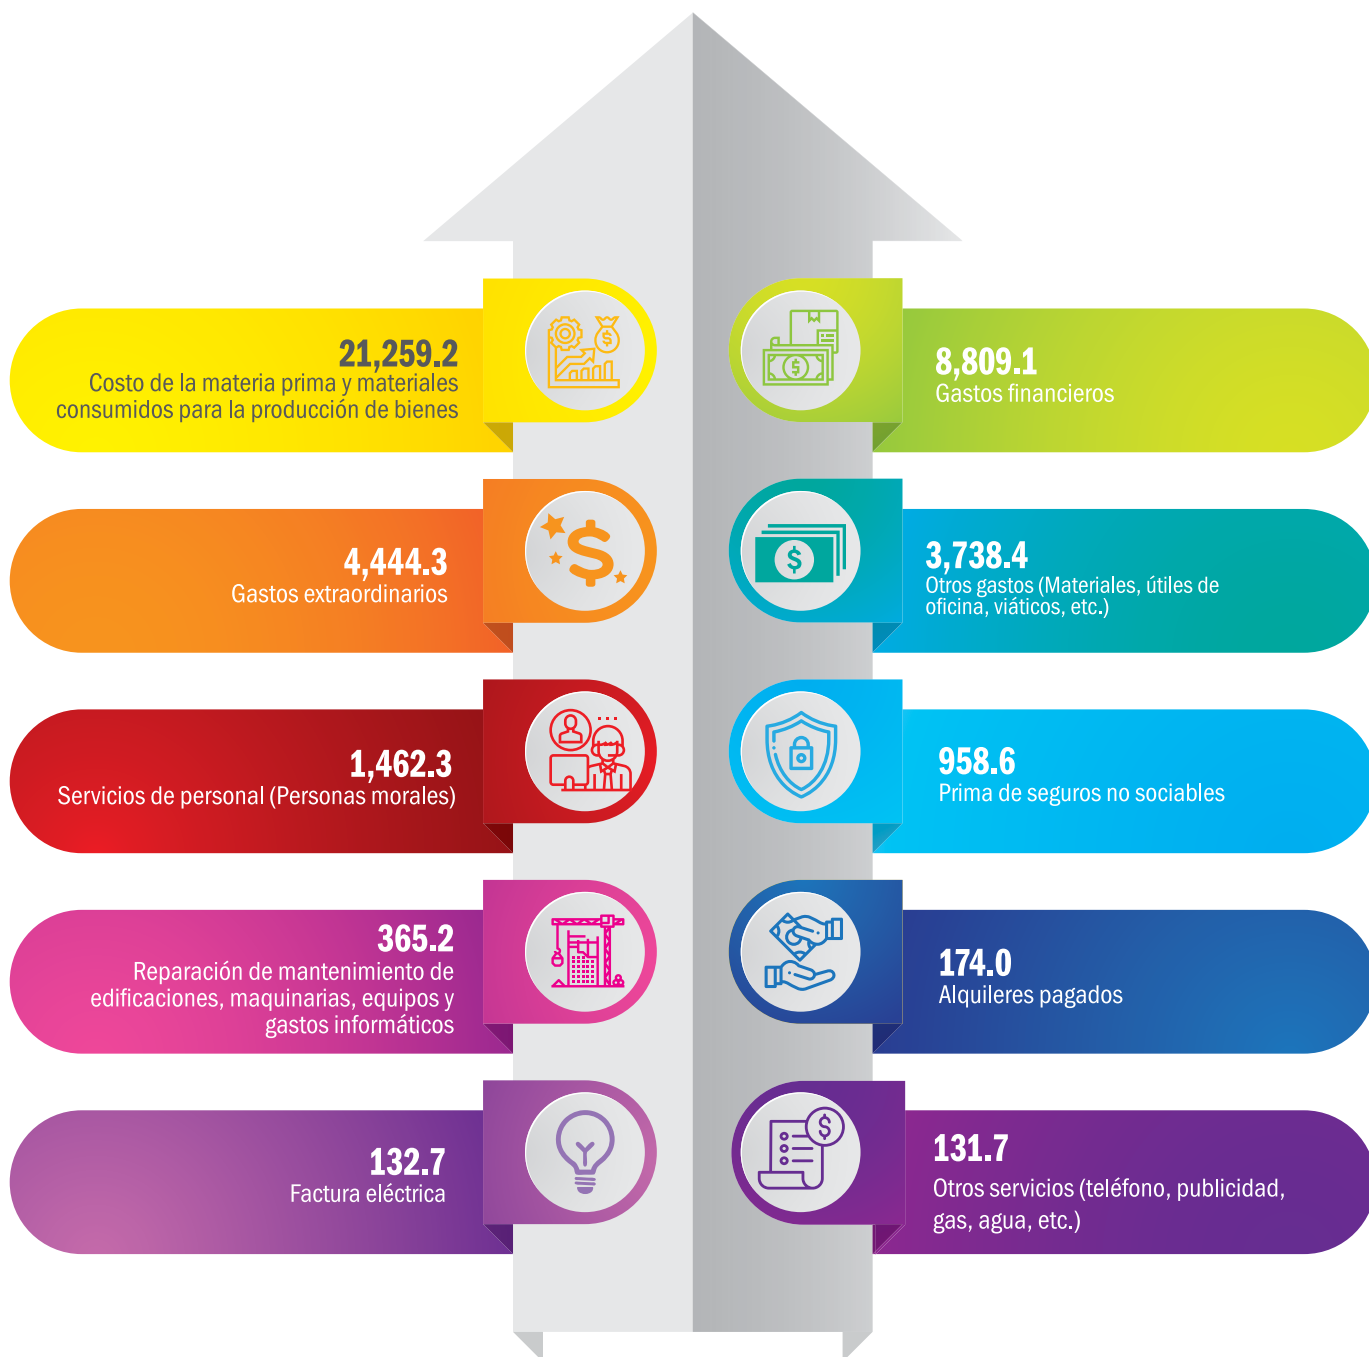 21,259.2
Costo de la materia prima y materiales
consumidos para la producción de bienes
8,809.1
Gastos financieros
4,444.3
Gastos extraordinarios
3,738.4
Otros gastos (Materiales, útiles de
oficina, viáticos, etc.)
1,462.3
Servicios de personal (Personas morales)
958.6
Prima de seguros no sociables
365.2
Reparación de mantenimiento de
edificaciones, maquinarias, equipos y
gastos informáticos
174.0
Alquileres pagados
132.7
Factura eléctrica
131.7
Otros servicios (teléfono, publicidad,
gas, agua, etc.)